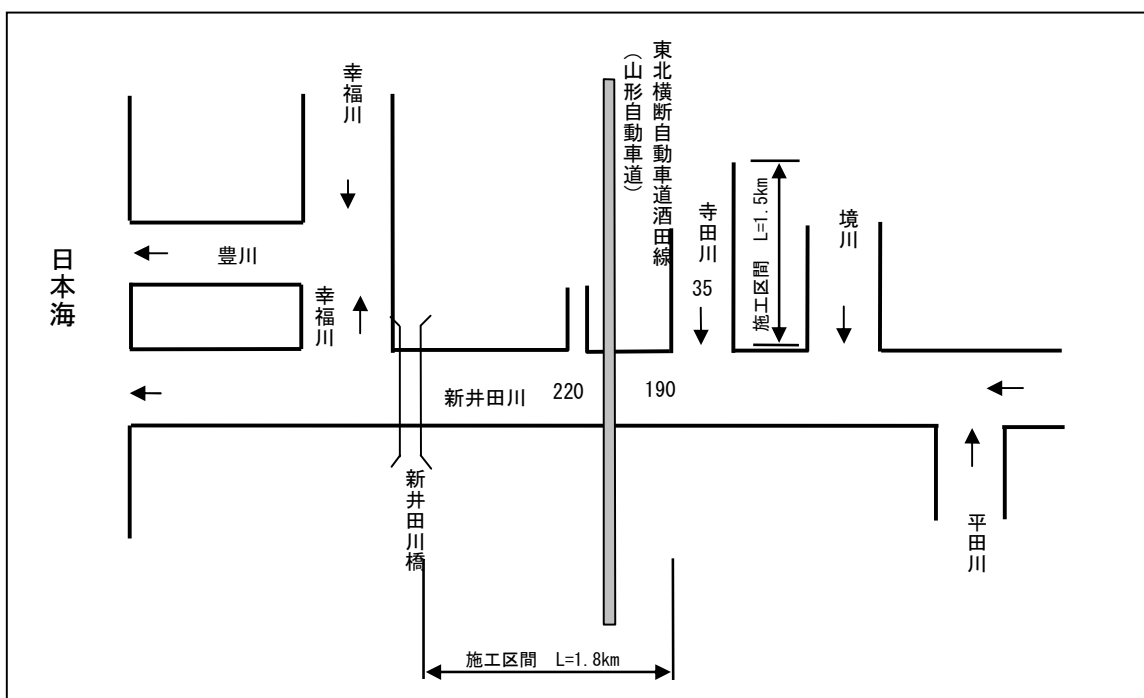 幸福川
東北横断自動車道酒田線
(山形自動車道)
寺田川
35
施工区間 L=1.5km
境川
日本海
豊川
幸福川
新井田川
220
190
新井田川橋
平田川
施工区間 L=1.8km